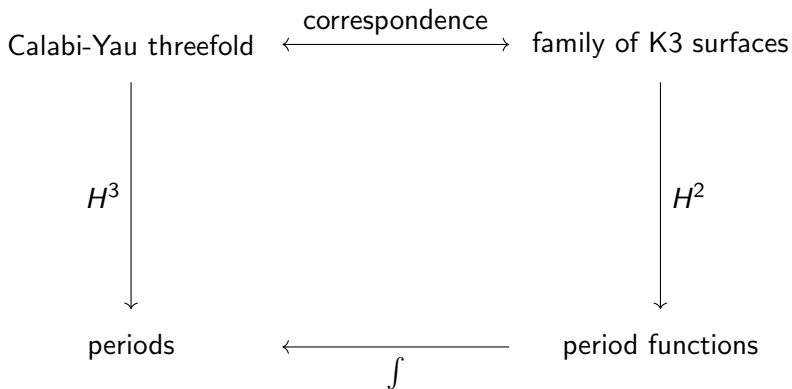 correspondence
Calabi-Yau threefold
family of K3 surfaces
H³
H²
periods
period functions
∫